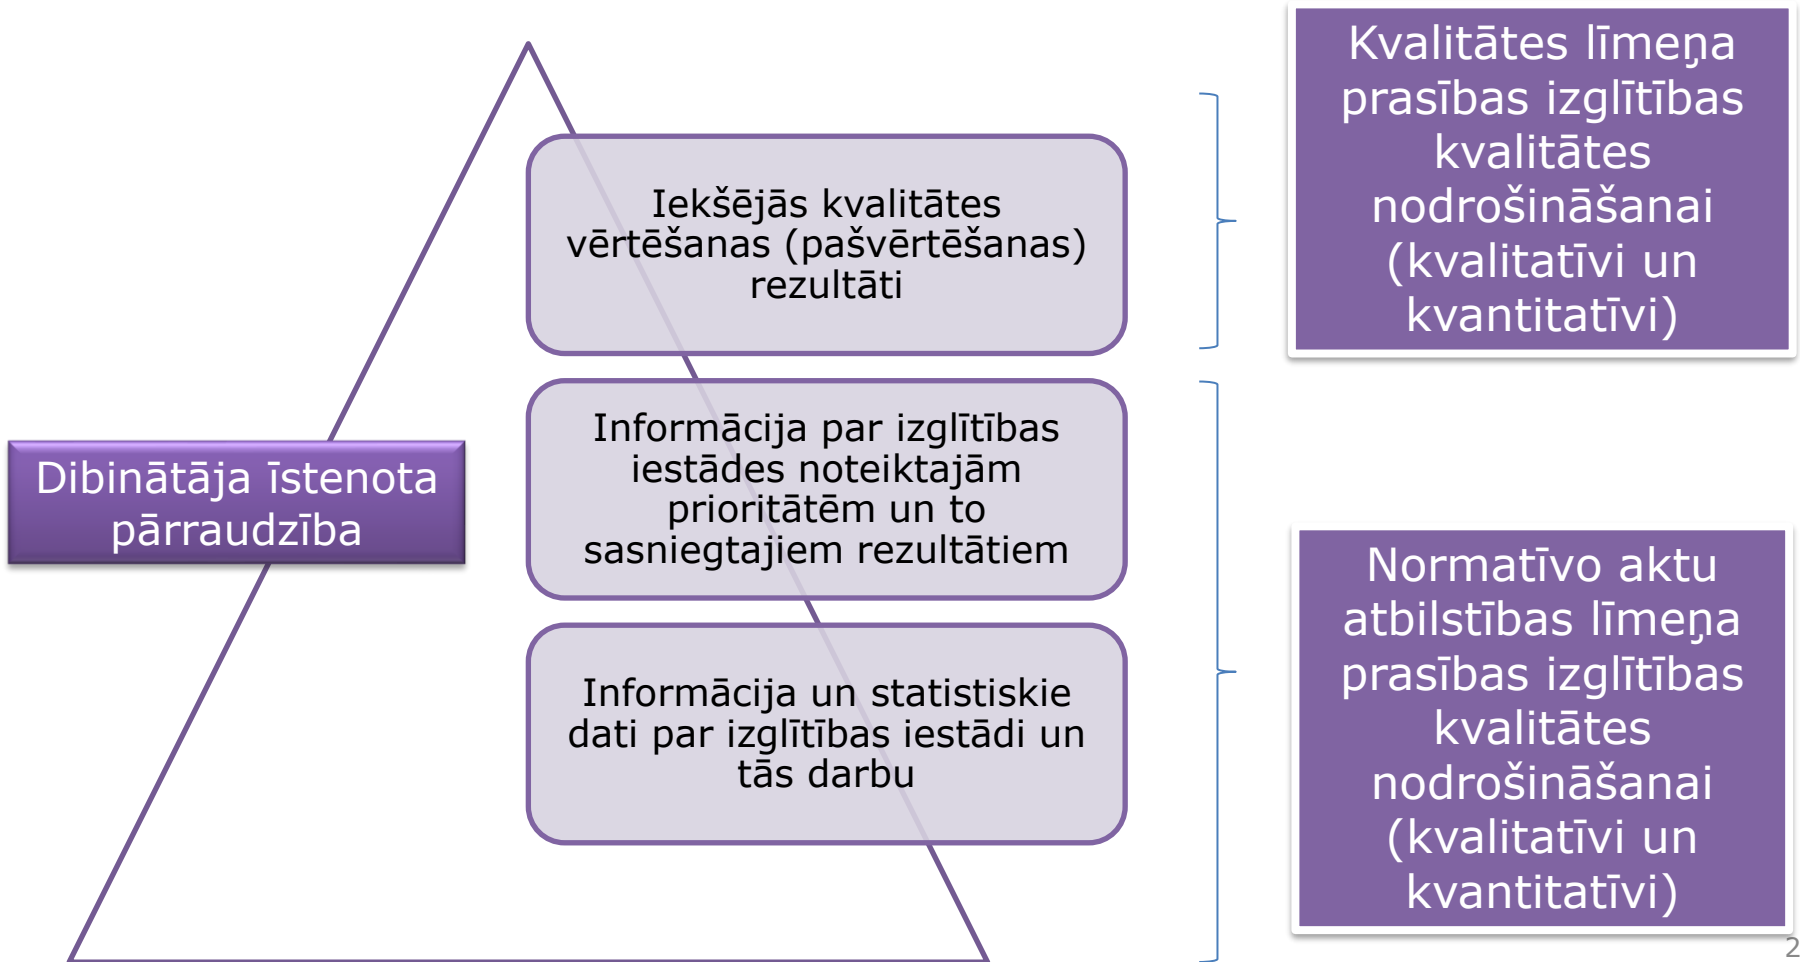 Dibinātāja īstenota
pārraudzība
Iekšējās kvalitātes
vērtēšanas (pašvērtēšanas)
rezultāti
Informācija par izglītības
iestādes noteiktajām
prioritātēm un to
sasniegtajiem rezultātiem
Informācija un statistiskie
dati par izglītības iestādi un
tās darbu
Kvalitātes līmeņa
prasības izglītības
kvalitātes
nodrošināšanai
(kvalitatīvi un
kvantitatīvi)
Normatīvo aktu
atbilstības līmeņa
prasības izglītības
kvalitātes
nodrošināšanai
(kvalitatīvi un
kvantitatīvi)
2